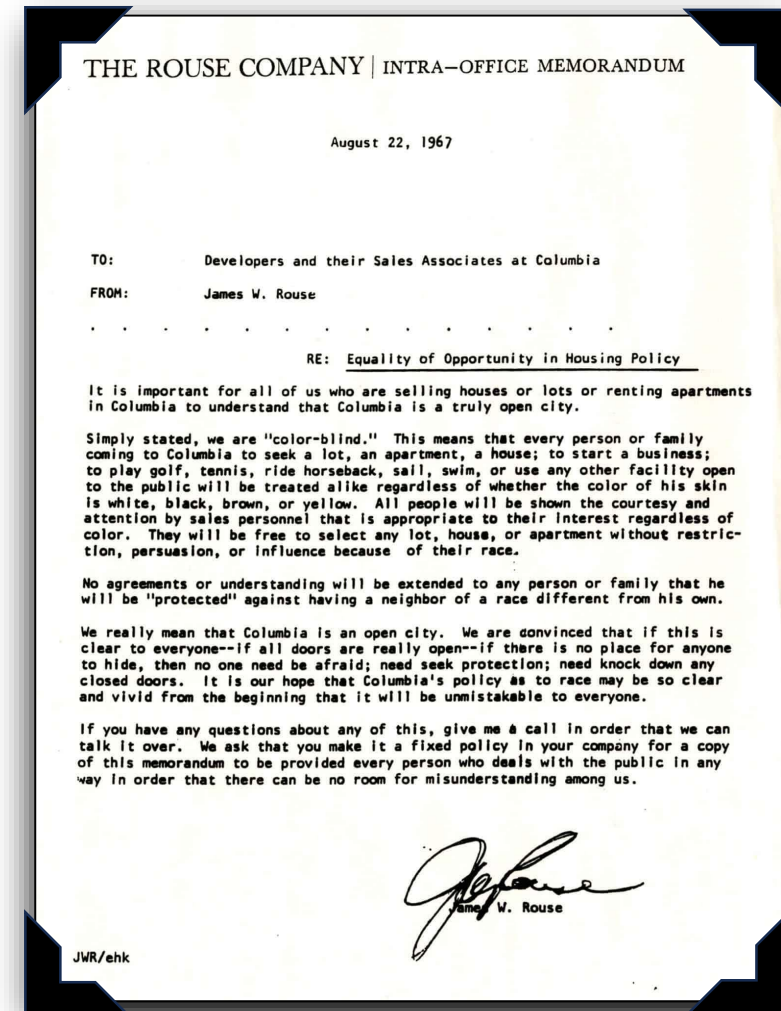 THE ROUSE COMPANY | INTRA-OFFICE MEMORANDUM
August 22, 1967
TO: Developers and their Sales Associates at Columbia
FROM: James W. Rouse
. . . . . . . . . . . . . . .
RE: Equality of Opportunity in Housing Policy
It is important for all of us who are selling houses or lots or renting apartments
in Columbia to understand that Columbia is a truly open city.
Simply stated, we are "color-blind." This means that every person or family
coming to Columbia to seek a lot, an apartment, a house; to start a business;
to play golf, tennis, ride horseback, sail, swim, or use any other facility open
to the public will be treated alike regardless of whether the color of his skin
is white, black, brown, or yellow. All people will be shown the courtesy and
attention by sales personnel that is appropriate to their interest regardless of
color. They will be free to select any lot, house, or apartment without restric-
tion, persuasion, or influence because of their race.
No agreements or understanding will be extended to any person or family that he
will be "protected" against having a neighbor of a race different from his own.
We really mean that Columbia is an open city. We are convinced that if this is
clear to everyone--if all doors are really open--if there is no place for anyone
to hide, then no one need be afraid; need seek protection; need knock down any
closed doors. It is our hope that Columbia's policy as to race may be so clear
and vivid from the beginning that it will be unmistakable to everyone.
If you have any questions about any of this, give me a call in order that we can
talk it over. We ask that you make it a fixed policy in your company for a copy
of this memorandum to be provided every person who deals with the public in any
way in order that there can be no room for misunderstanding among us.
James W. Rouse
JWR/ehk